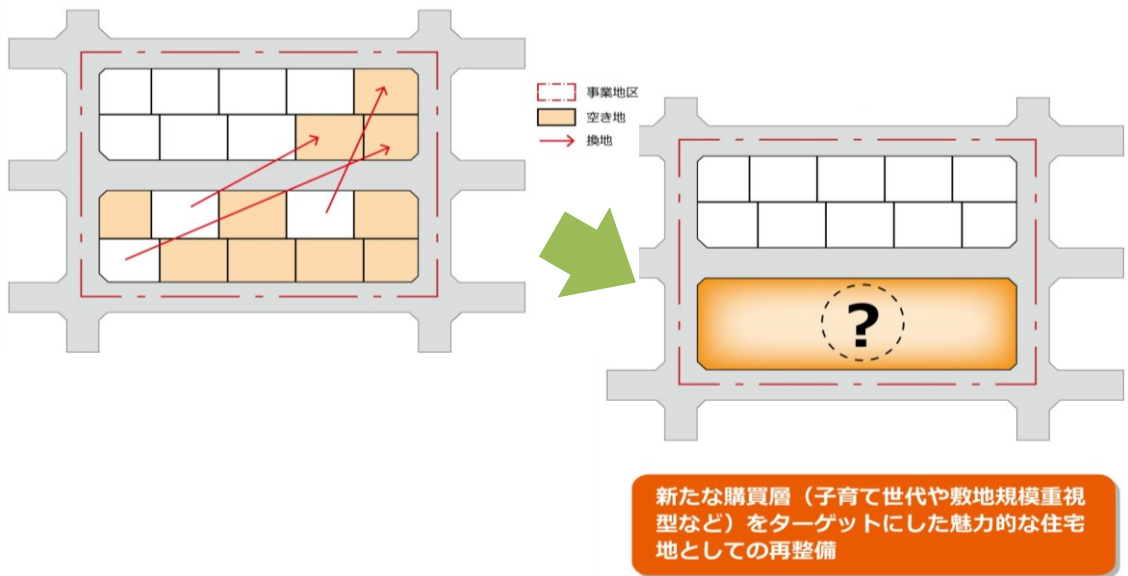 事業地区
空き地
換地
?
新たな購買層（子育て世代や敷地規模重視
型など）をターゲットにした魅力的な住宅
地としての再整備